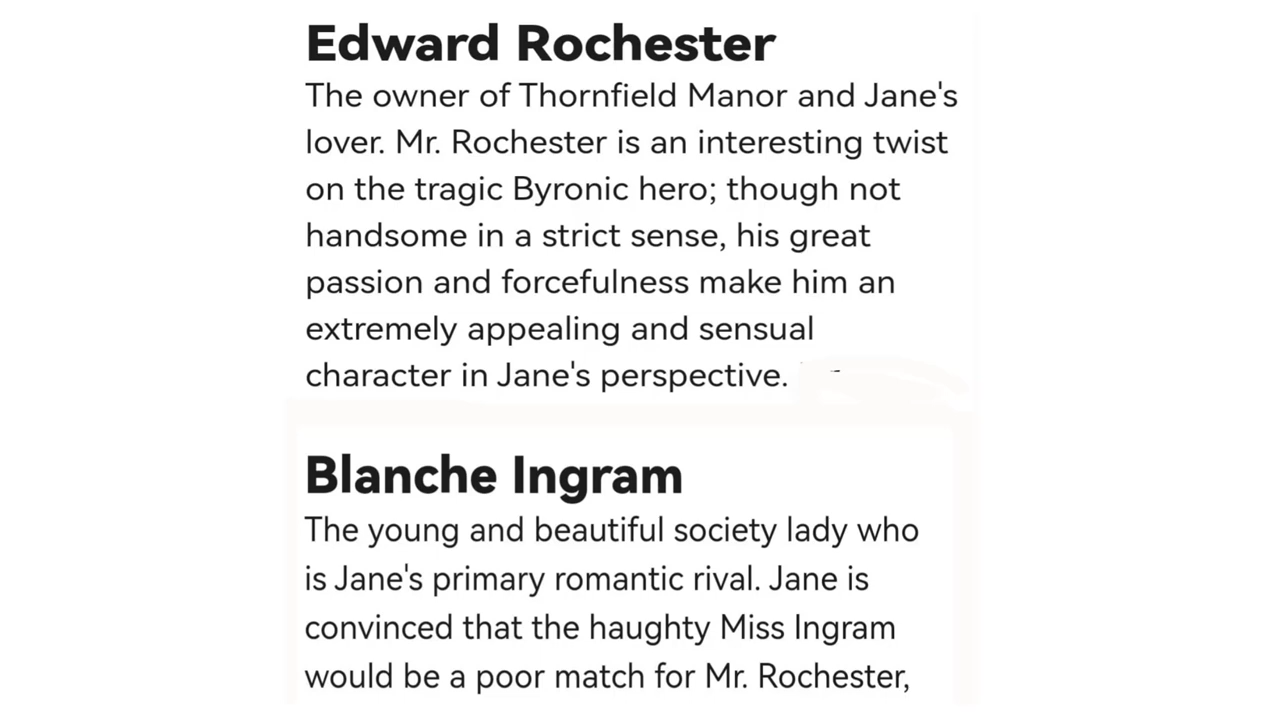 Edward Rochester
The owner of Thornfield Manor and Jane's
lover. Mr. Rochester is an interesting twist
on the tragic Byronic hero; though not
handsome in a strict sense, his great
passion and forcefulness make him an
extremely appealing and sensual
character in Jane's perspective.
Blanche Ingram
The young and beautiful society lady who
is Jane's primary romantic rival. Jane is
convinced that the haughty Miss Ingram
would be a poor match for Mr. Rochester,